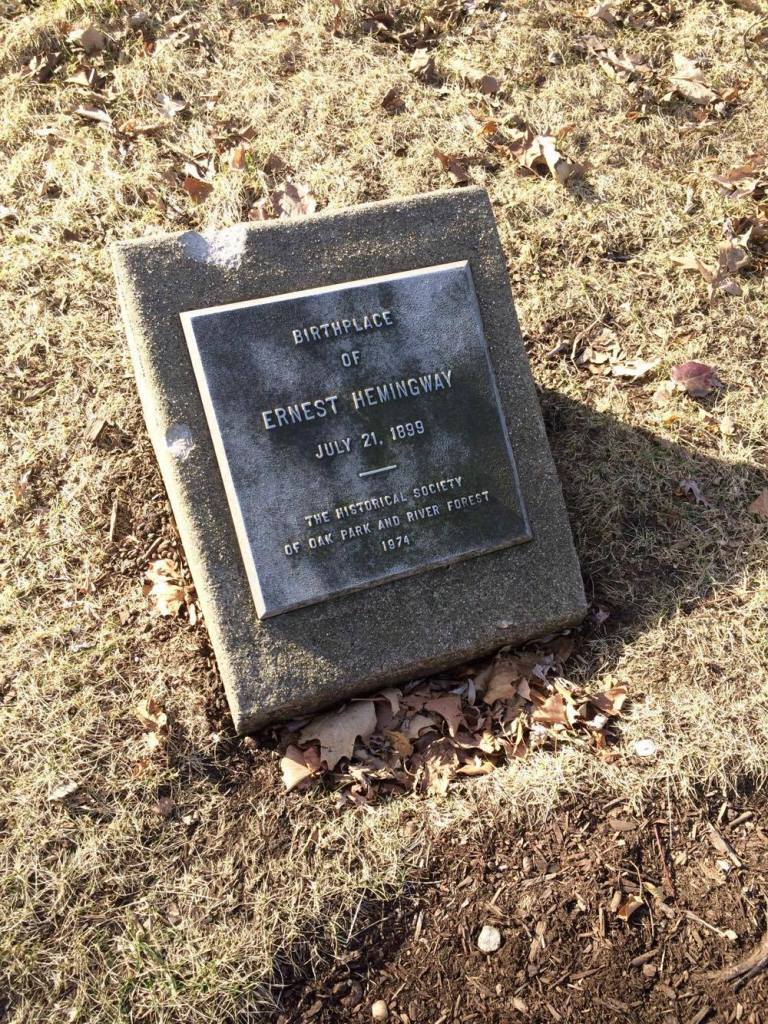 BIRTHPLACE
OF
ERNEST HEMINGWAY
JULY 21, 1899
THE HISTORICAL SOCIETY
OF OAK PARK AND RIVER FOREST
1974